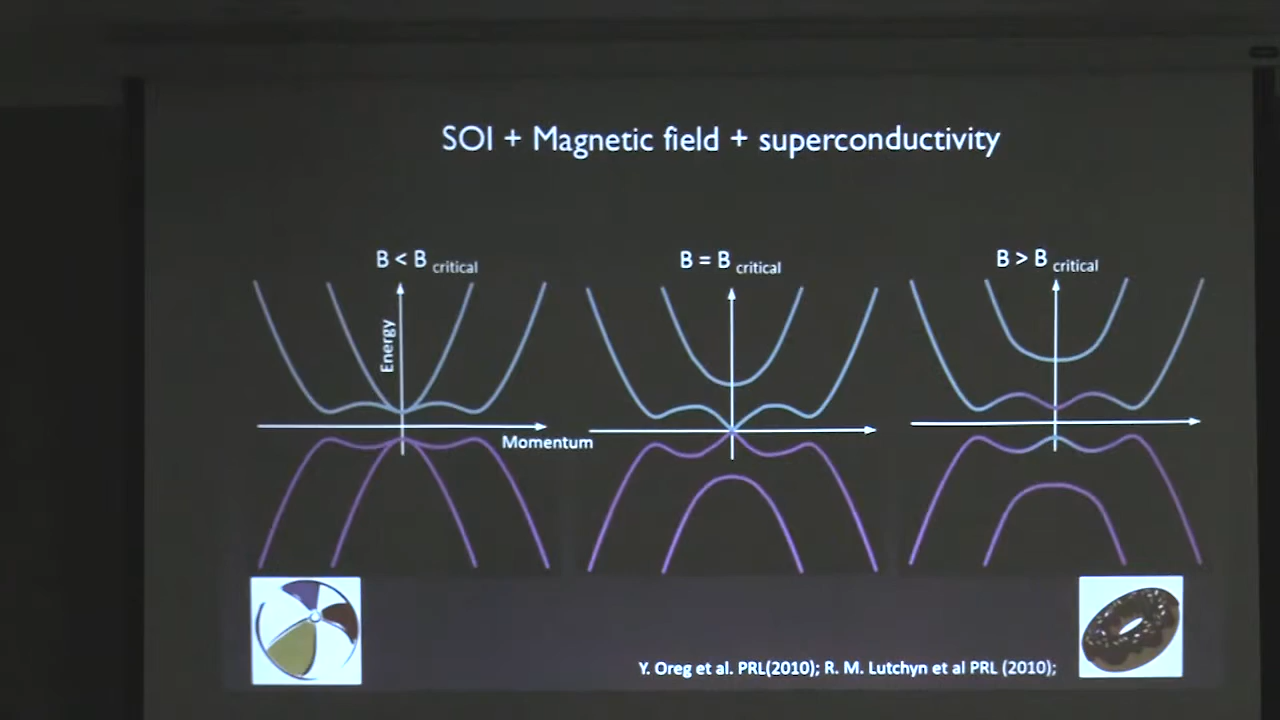 SOI + Magnetic field + superconductivity
B < B critical
B = B critical
B > B critical
Energy
Momentum
Y. Oreg et al. PRL(2010); R. M. Lutchyn et al PRL (2010);